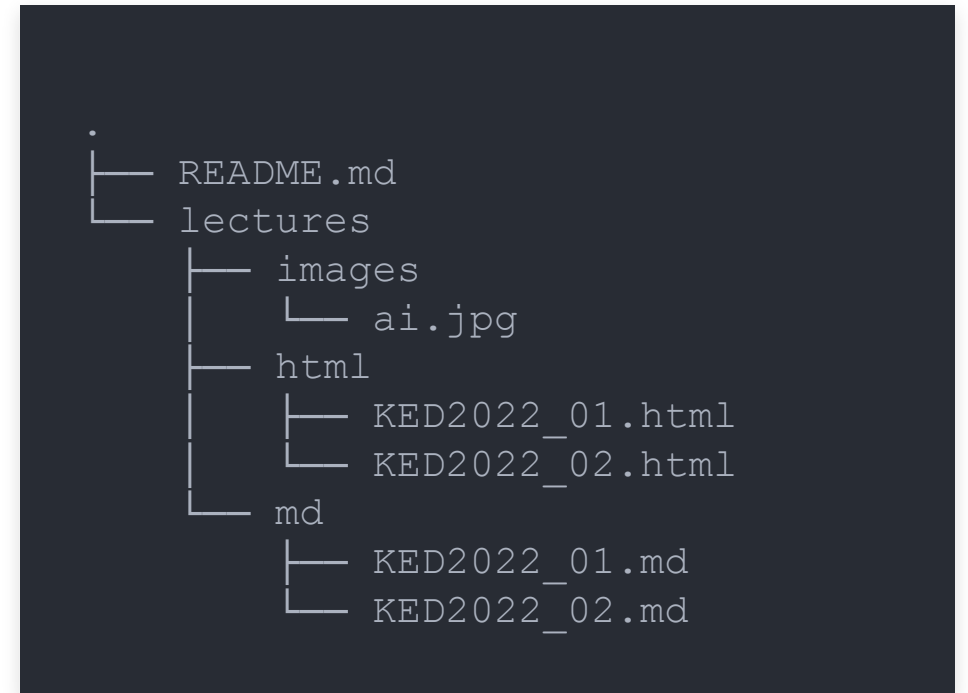 .
├── README.md
└── lectures
    ├── images
    │   └── ai.jpg
    ├── html
    │   ├── KED2022_01.html
    │   └── KED2022_02.html
    └── md
        ├── KED2022_01.md
        └── KED2022_02.md